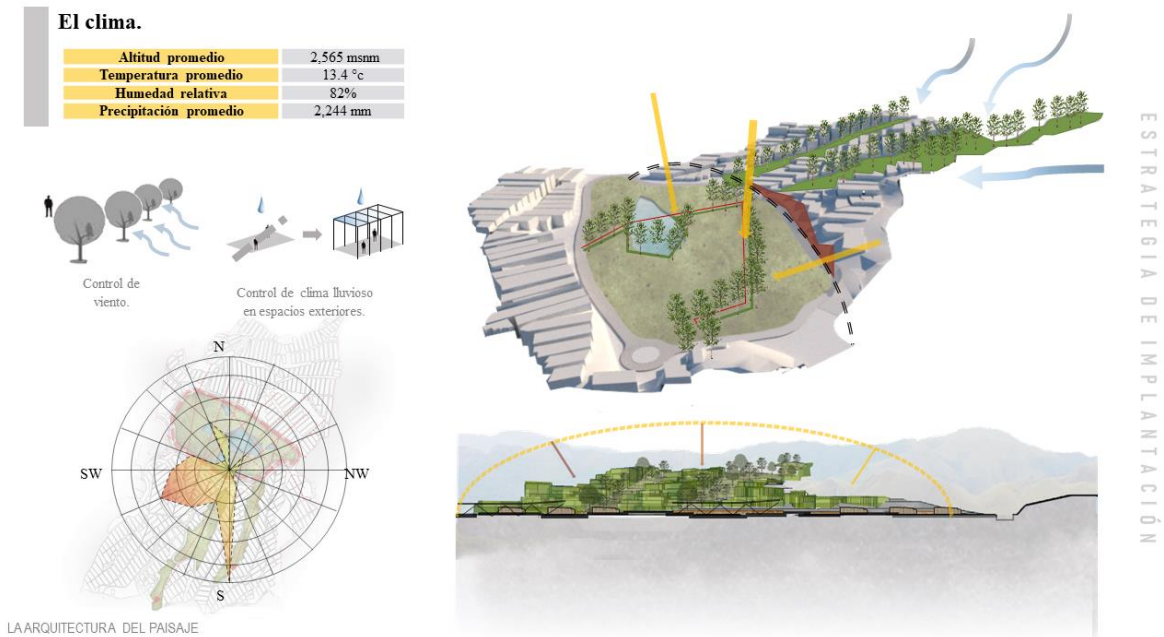 El clima.
Altitud promedio 2,565 msnm
Temperatura promedio 13.4 °c
Humedad relativa 82%
Precipitación promedio 2,244 mm
Control de
viento.
Control de clima lluvioso
en espacios exteriores.
N
SW
NW
S
ESTRATEGIA DE IMPLANTACIÓN
LA ARQUITECTURA DEL PAISAJE